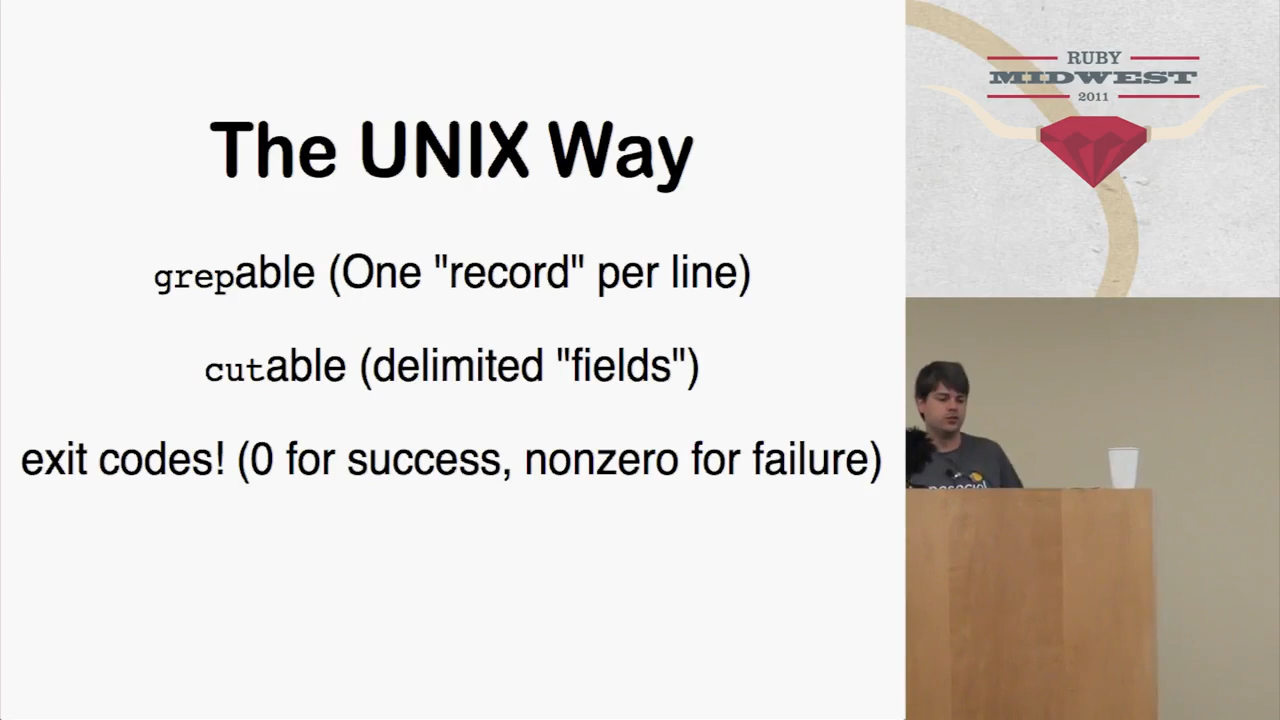 The UNIX Way
grepable (One "record" per line)
cutable (delimited "fields")
exit codes! (0 for success, nonzero for failure)
RUBY
MIDWEST
2011